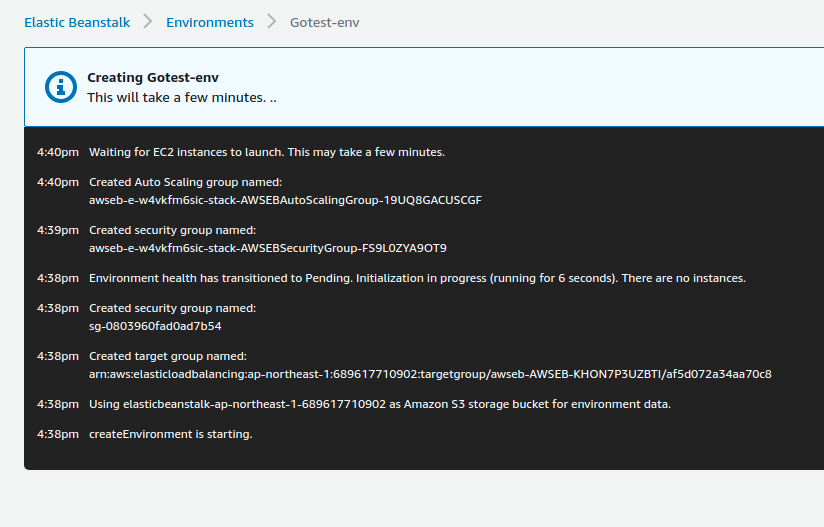 Elastic Beanstalk > Environments > Gotest-env
Creating Gotest-env
This will take a few minutes. ..
4:40pm Waiting for EC2 instances to launch. This may take a few minutes.
4:40pm Created Auto Scaling group named:
awseb-e-w4vkfm6sic-stack-AWSEBAutoScalingGroup-19UQ8GACUSCGF
4:39pm Created security group named:
awseb-e-w4vkfm6sic-stack-AWSEBSecurityGroup-FS9L0ZYA9OT9
4:38pm Environment health has transitioned to Pending. Initialization in progress (running for 6 seconds). There are no instances.
4:38pm Created security group named:
sg-0803960fad0ad7b54
4:38pm Created target group named:
arn:aws:elasticloadbalancing:ap-northeast-1:689617710902:targetgroup/awseb-AWSEB-KHON7P3UZBTI/af5d072a34aa70c8
4:38pm Using elasticbeanstalk-ap-northeast-1-689617710902 as Amazon S3 storage bucket for environment data.
4:38pm createEnvironment is starting.